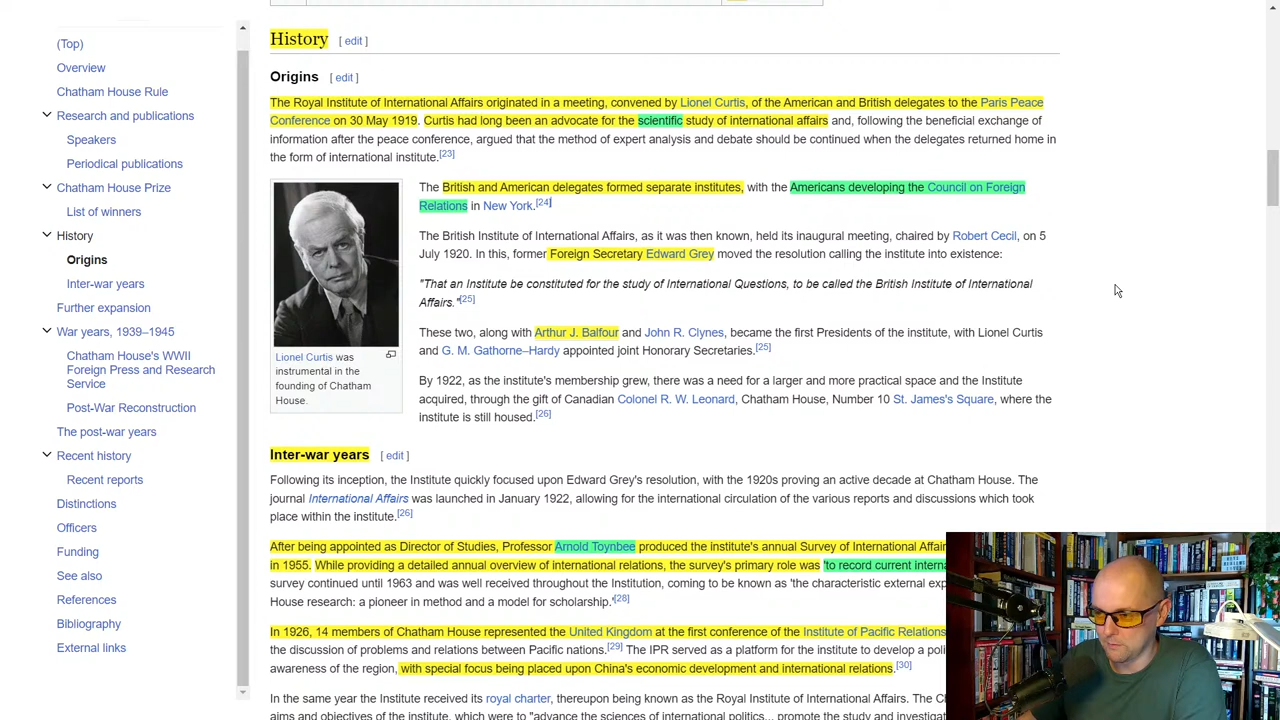 (Top)
Overview
Chatham House Rule
Research and publications
Speakers
Periodical publications
Chatham House Prize
List of winners
History
Origins
Inter-war years
Further expansion
War years, 1939–1945
Chatham House's WWII
Foreign Press and Research
Service
Post-War Reconstruction
The post-war years
Recent history
Recent reports
Distinctions
Officers
Funding
See also
References
Bibliography
External links
History [ edit ]
Origins [ edit ]
The Royal Institute of International Affairs originated in a meeting, convened by Lionel Curtis, of the American and British delegates to the Paris Peace
Conference on 30 May 1919. Curtis had long been an advocate for the scientific study of international affairs and, following the beneficial exchange of
information after the peace conference, argued that the method of expert analysis and debate should be continued when the delegates returned home in
the form of international institute.[23]
Lionel Curtis was
instrumental in the
founding of Chatham
House.
The British and American delegates formed separate institutes, with the Americans developing the Council on Foreign
Relations in New York.[24]
The British Institute of International Affairs, as it was then known, held its inaugural meeting, chaired by Robert Cecil, on 5
July 1920. In this, former Foreign Secretary Edward Grey moved the resolution calling the institute into existence:
"That an Institute be constituted for the study of International Questions, to be called the British Institute of International
Affairs."[25]
These two, along with Arthur J. Balfour and John R. Clynes, became the first Presidents of the institute, with Lionel Curtis
and G. M. Gathorne–Hardy appointed joint Honorary Secretaries.[25]
By 1922, as the institute's membership grew, there was a need for a larger and more practical space and the Institute
acquired, through the gift of Canadian Colonel R. W. Leonard, Chatham House, Number 10 St. James's Square, where the
institute is still housed.[26]
Inter-war years [ edit ]
Following its inception, the Institute quickly focused upon Edward Grey's resolution, with the 1920s proving an active decade at Chatham House. The
journal International Affairs was launched in January 1922, allowing for the international circulation of the various reports and discussions which took
place within the institute.[26]
After being appointed as Director of Studies, Professor Arnold Toynbee produced the institute's annual Survey of International Affair
in 1955. While providing a detailed annual overview of international relations, the survey's primary role was 'to record current interna
survey continued until 1963 and was well received throughout the Institution, coming to be known as 'the characteristic external exp
House research: a pioneer in method and a model for scholarship.'[28]
In 1926, 14 members of Chatham House represented the United Kingdom at the first conference of the Institute of Pacific Relations
the discussion of problems and relations between Pacific nations.[29] The IPR served as a platform for the institute to develop a poli
awareness of the region, with special focus being placed upon China's economic development and international relations.[30]
In the same year the Institute received its royal charter, thereupon being known as the Royal Institute of International Affairs. The C
aims and objectives of the institute, which were to "advance the sciences of international politics... promote the study and investigat